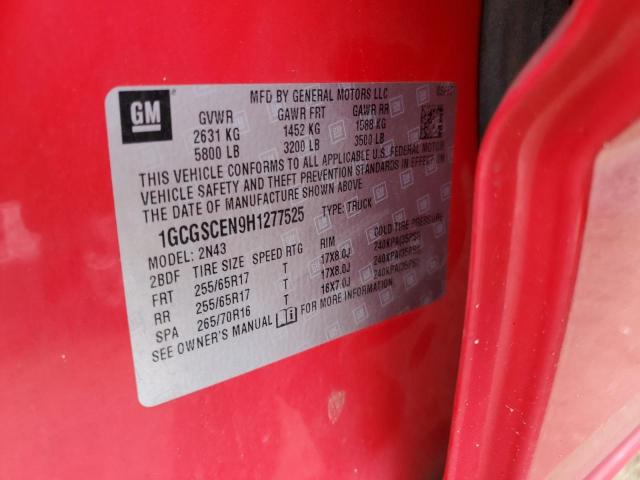 GM
MFD BY GENERAL MOTORS LLC
GVWR GAWR FRT GAWR RR
2631 KG 1452 KG 1588 KG
5800 LB 3200 LB 3500 LB
THIS VEHICLE CONFORMS TO ALL APPLICABLE U.S. FEDERAL MOTOR
VEHICLE SAFETY AND THEFT PREVENTION STANDARDS IN EFFECT ON
THE DATE OF MANUFACTURE SHOWN ABOVE.
1GCGSCEN9H1277525 TYPE: TRUCK
MODEL: 2N43
2BDF TIRE SIZE SPEED RTG RIM COLD TIRE PRESSURE
FRT 255/65R17 T 17X8.0J 240KPA(35PSI)
RR 255/65R17 T 17X8.0J 240KPA(35PSI)
SPA 265/70R16 T 16X7.0J 240KPA(35PSI)
SEE OWNER'S MANUAL FOR MORE INFORMATION